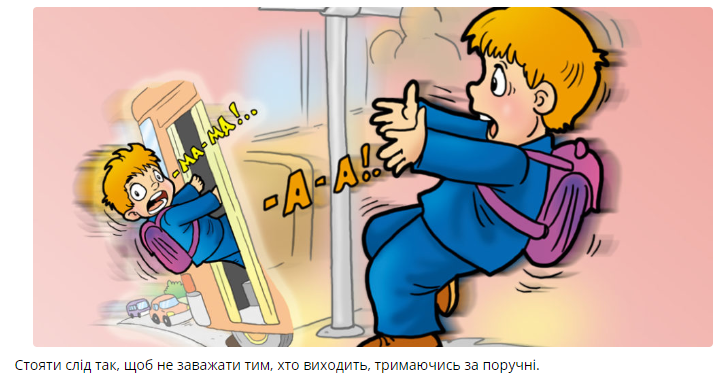 -МА-МА!..
-А-А!..
Стояти слід так, щоб не заважати тим, хто виходить, тримаючись за поручні.